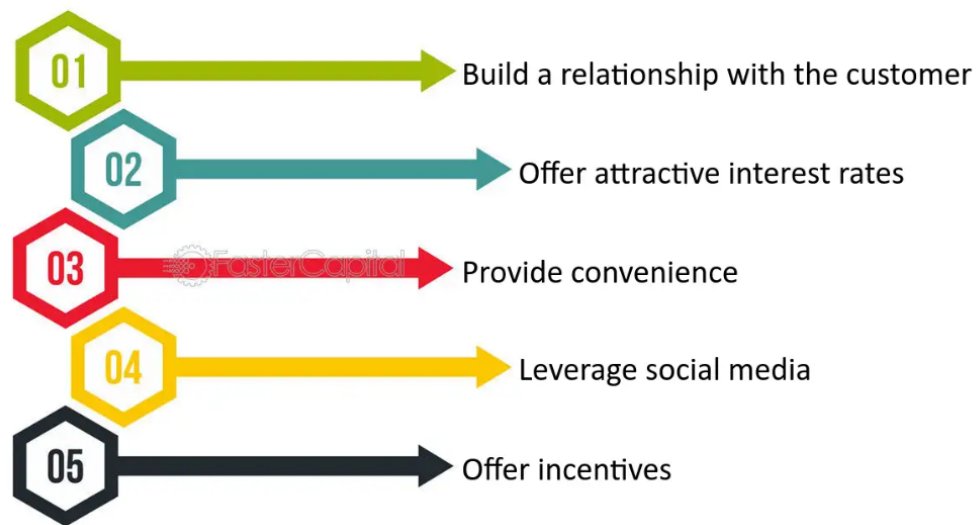 01
Build a relationship with the customer
02
Offer attractive interest rates
03
FasterCapital
Provide convenience
04
Leverage social media
05
Offer incentives